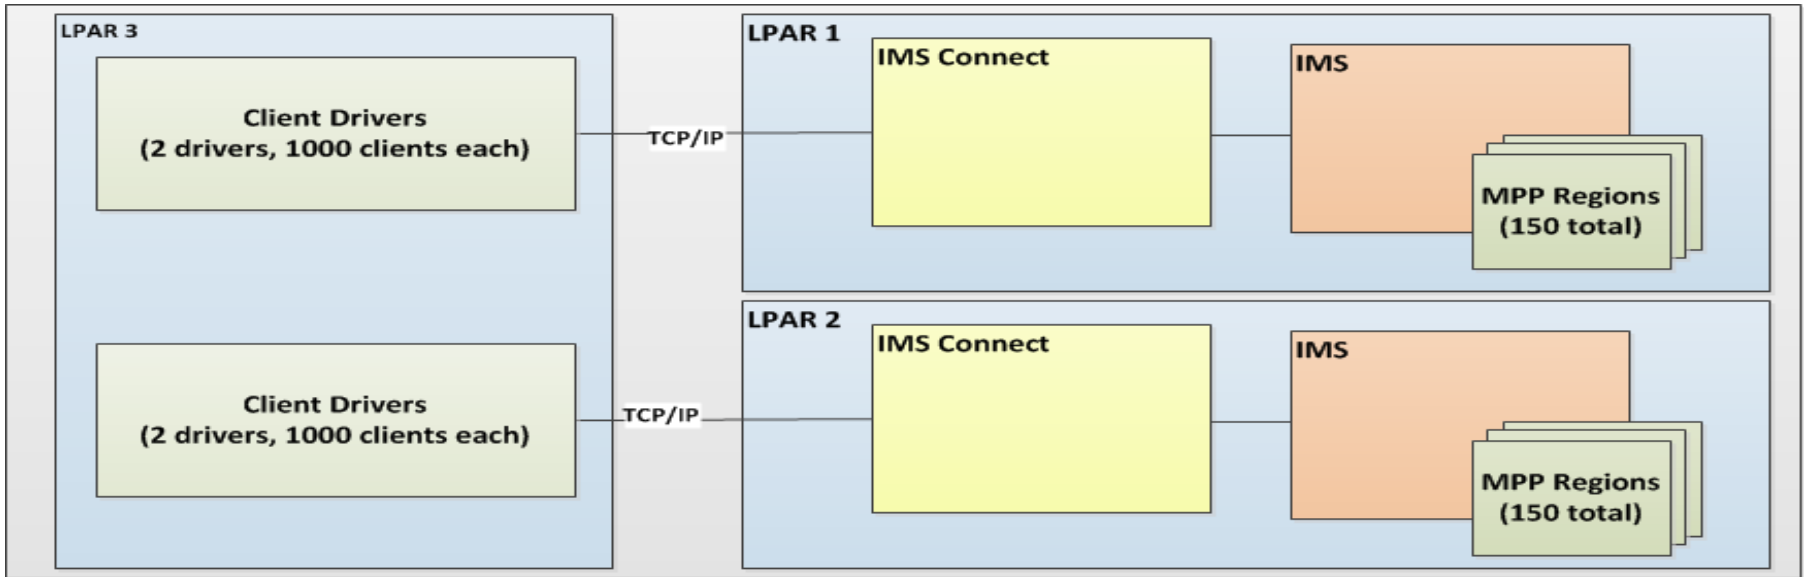 LPAR 3
Client Drivers
(2 drivers, 1000 clients each)
TCP/IP
LPAR 1
IMS Connect
IMS
MPP Regions
(150 total)
Client Drivers
(2 drivers, 1000 clients each)
TCP/IP
LPAR 2
IMS Connect
IMS
MPP Regions
(150 total)